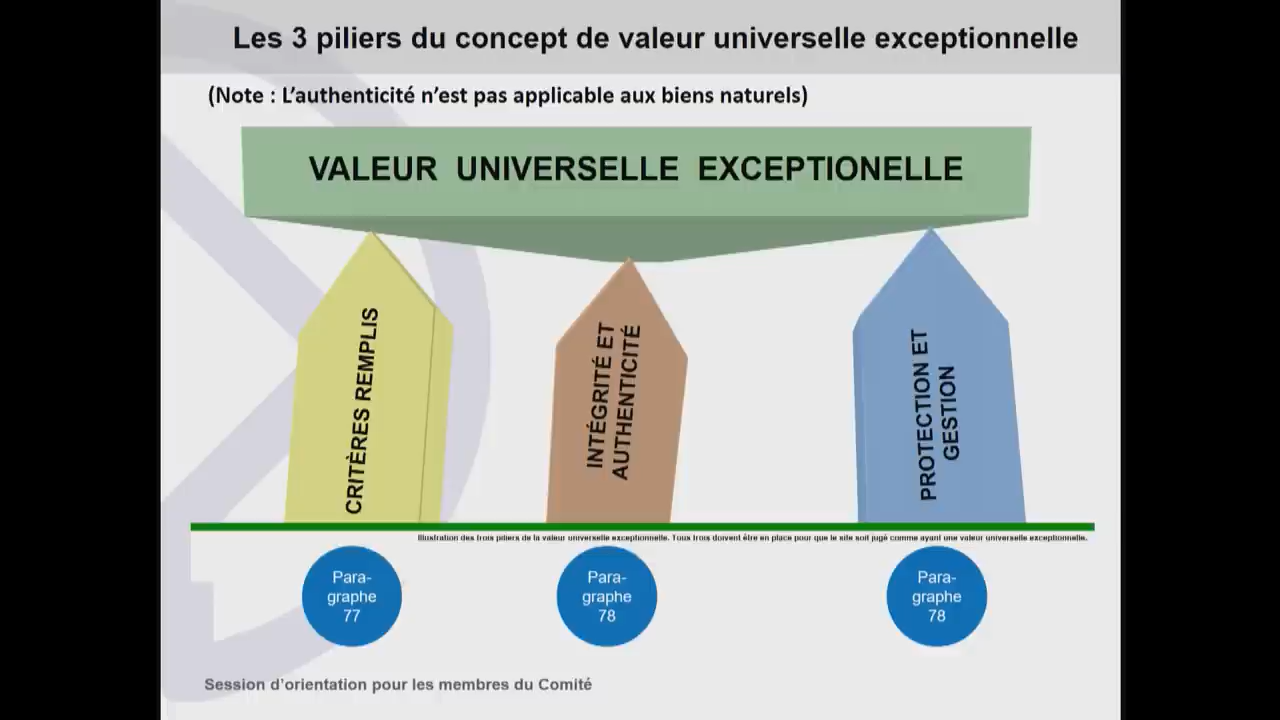 Les 3 piliers du concept de valeur universelle exceptionnelle
(Note : L’authenticité n’est pas applicable aux biens naturels)
VALEUR UNIVERSELLE EXCEPTIONELLE
CRITÈRES REMPLIS
INTÉGRITÉ ET
AUTHENTICITÉ
PROTECTION ET
GESTION
Illustration des trois piliers de la valeur universelle exceptionnelle. Tous trois doivent être en place pour que le site soit jugé comme ayant une valeur universelle exceptionnelle.
Para-
graphe
77
Para-
graphe
78
Para-
graphe
78
Session d’orientation pour les membres du Comité